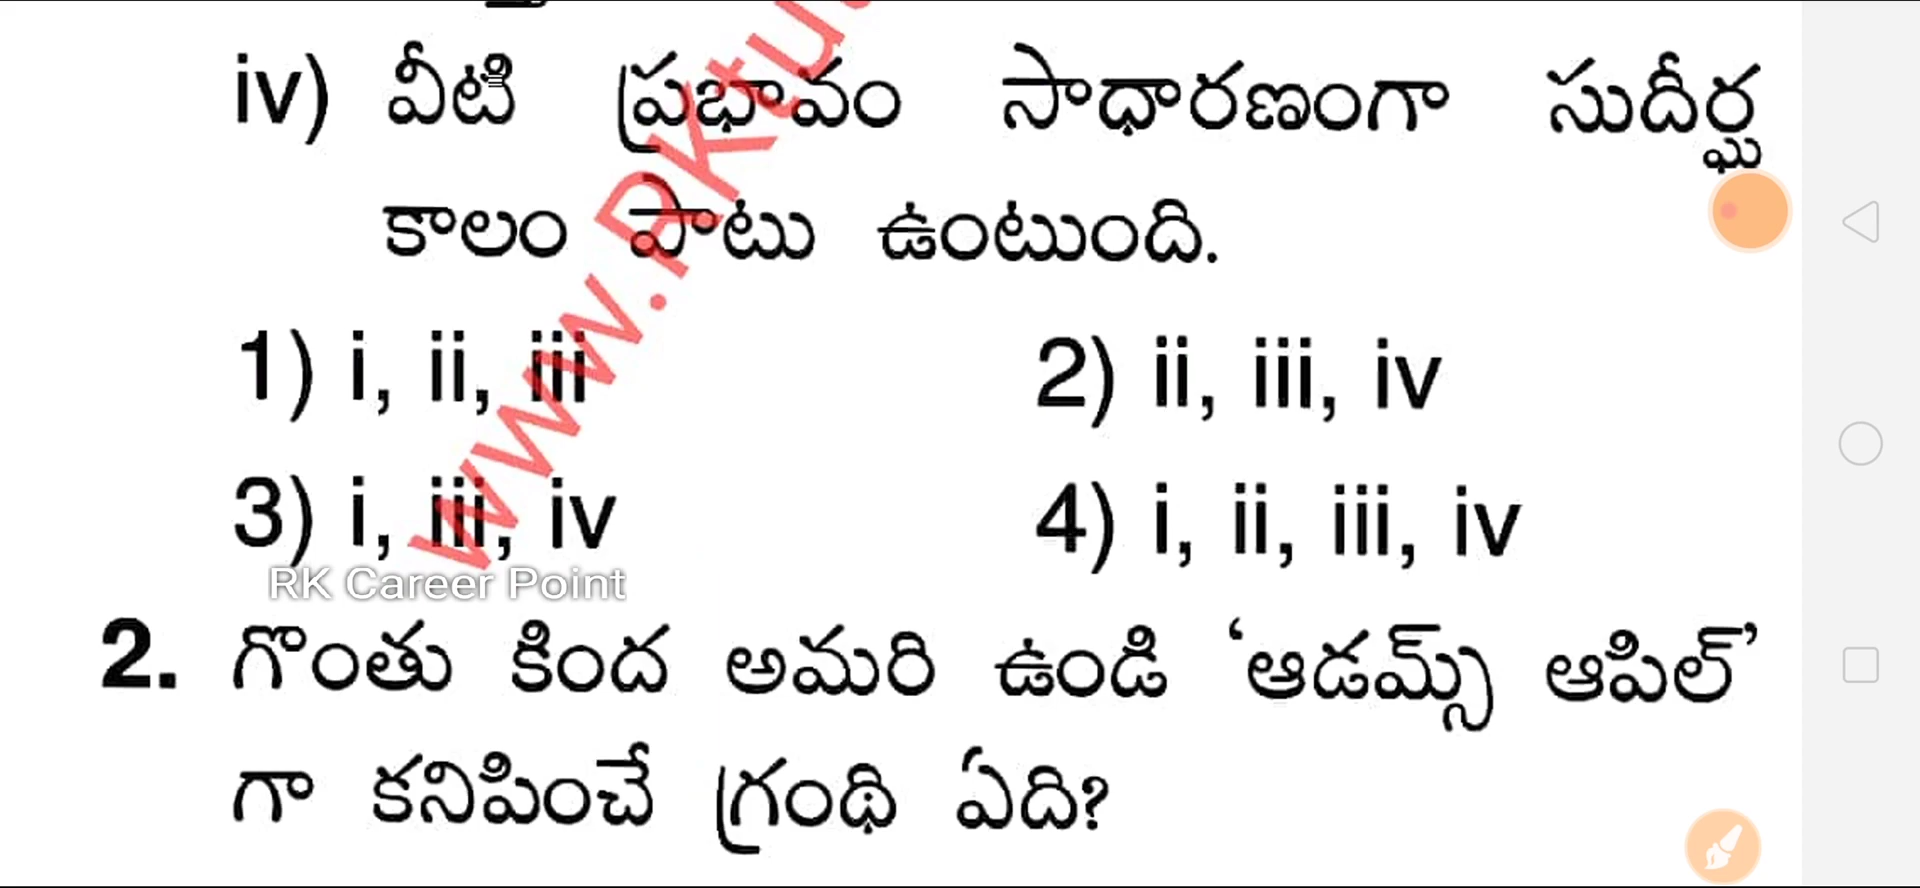 iv) వీటి ప్రభావం సాధారణంగా సుదీర్ఘ
కాలం పాటు ఉంటుంది.
1) i, ii, iii 2) ii, iii, iv
3) i, iii, iv 4) i, ii, iii, iv
RK Career Point
2. గొంతు కింద అమరి ఉండి ‘ఆడమ్స్ ఆపిల్’
గా కనిపించే గ్రంథి ఏది?
www.RKtu